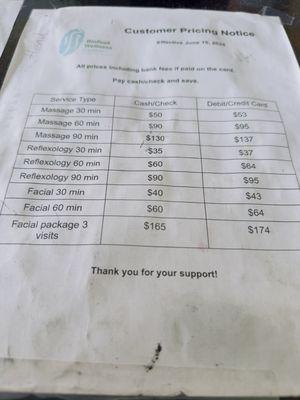 Wellness
Customer Pricing Notice
Effective June 15, 2024
All prices including bank fees if paid on the card.
Pay cash/check and save.
Service Type Cash/Check Debit/Credit Card
Massage 30 min $50 $53
Massage 60 min $90 $95
Massage 90 min $130 $137
Reflexology 30 min $35 $37
Reflexology 60 min $60 $64
Reflexology 90 min $90 $95
Facial 30 min $40 $43
Facial 60 min $60 $64
Facial package 3 $165 $174
visits
Thank you for your support!